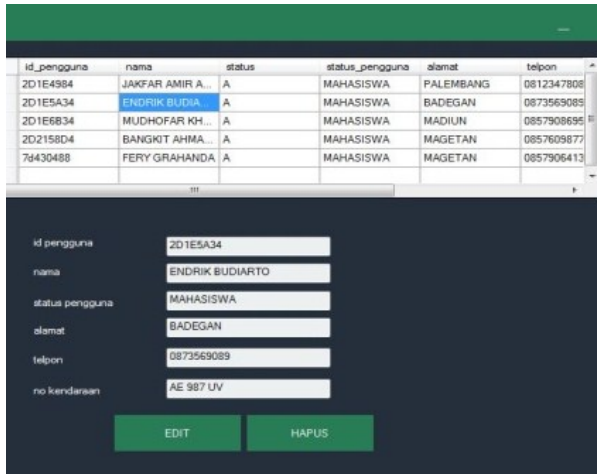 id_pengguna nama status status_pengguna alamat telpon
2D1E4984 JAKFAR AMIR A... A MAHASISWA PALEMBANG 0812347808
2D1E5A34 ENDRIK BUDIA... A MAHASISWA BADEGAN 0873569089
2D1E6B34 MUDHOFAR KH... A MAHASISWA MADIUN 0857908695
2D2158D4 BANGKIT AHMA... A MAHASISWA MAGETAN 0857609877
7d430488 FERY GRAHANDA A MAHASISWA MAGETAN 0857906413
id pengguna 2D1E5A34
nama ENDRIK BUDIARTO
status pengguna MAHASISWA
alamat BADEGAN
telpon 0873569089
no kendaraan AE 987 UV
EDIT HAPUS